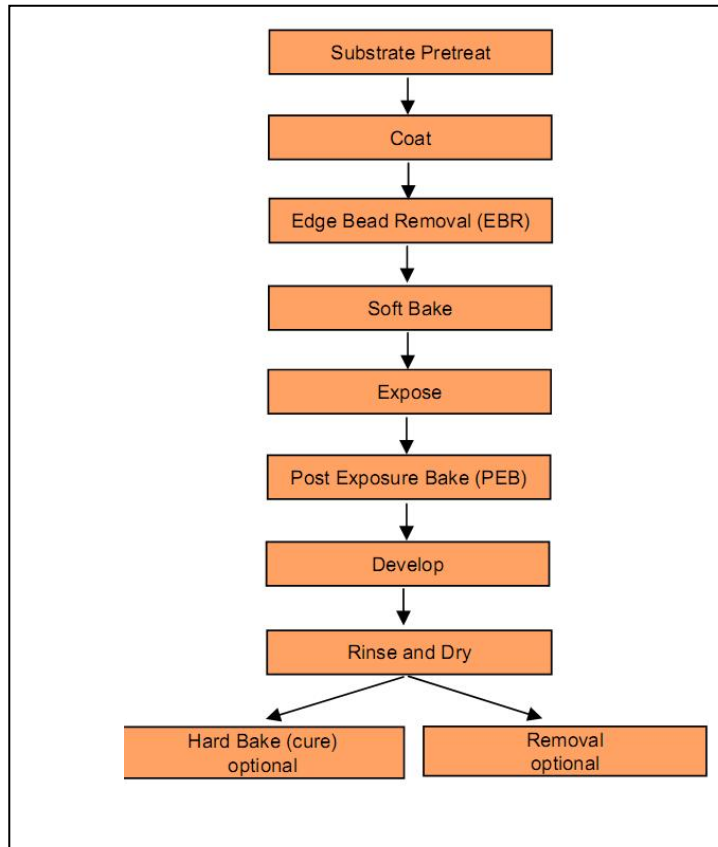 Substrate Pretreat
Coat
Edge Bead Removal (EBR)
Soft Bake
Expose
Post Exposure Bake (PEB)
Develop
Rinse and Dry
Hard Bake (cure)
optional
Removal
optional